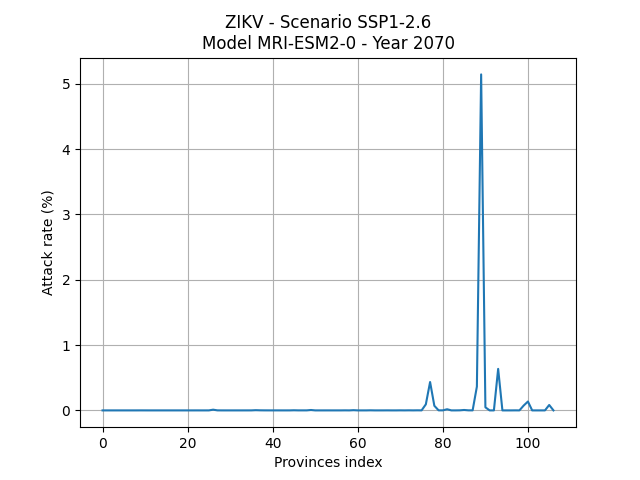 ZIKV - Scenario SSP1-2.6
Model MRI-ESM2-0 - Year 2070
Attack rate (%)
5
4
3
2
1
0
0 20 40 60 80 100
Provinces index